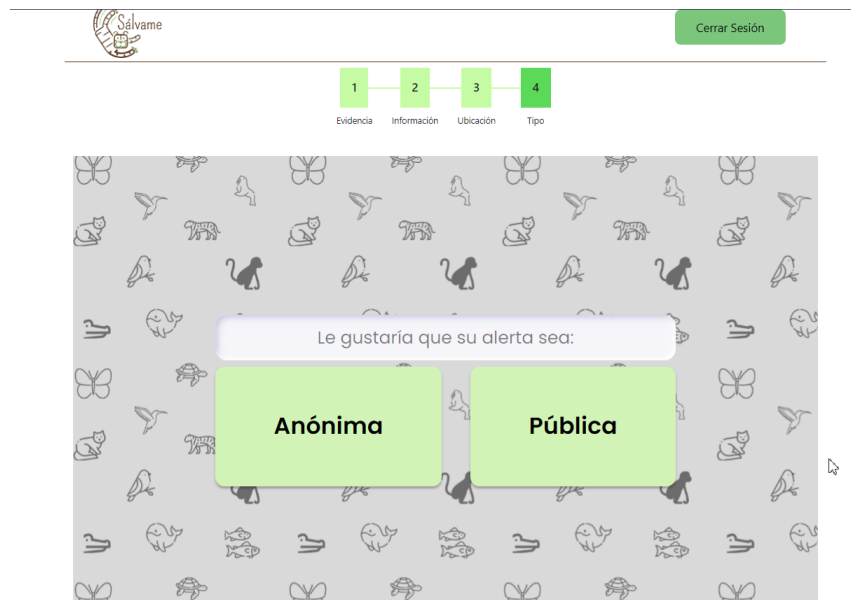 Sálvame
Cerrar Sesión
1 2 3 4
Evidencia Información Ubicación Tipo
Le gustaría que su alerta sea:
Anónima Pública